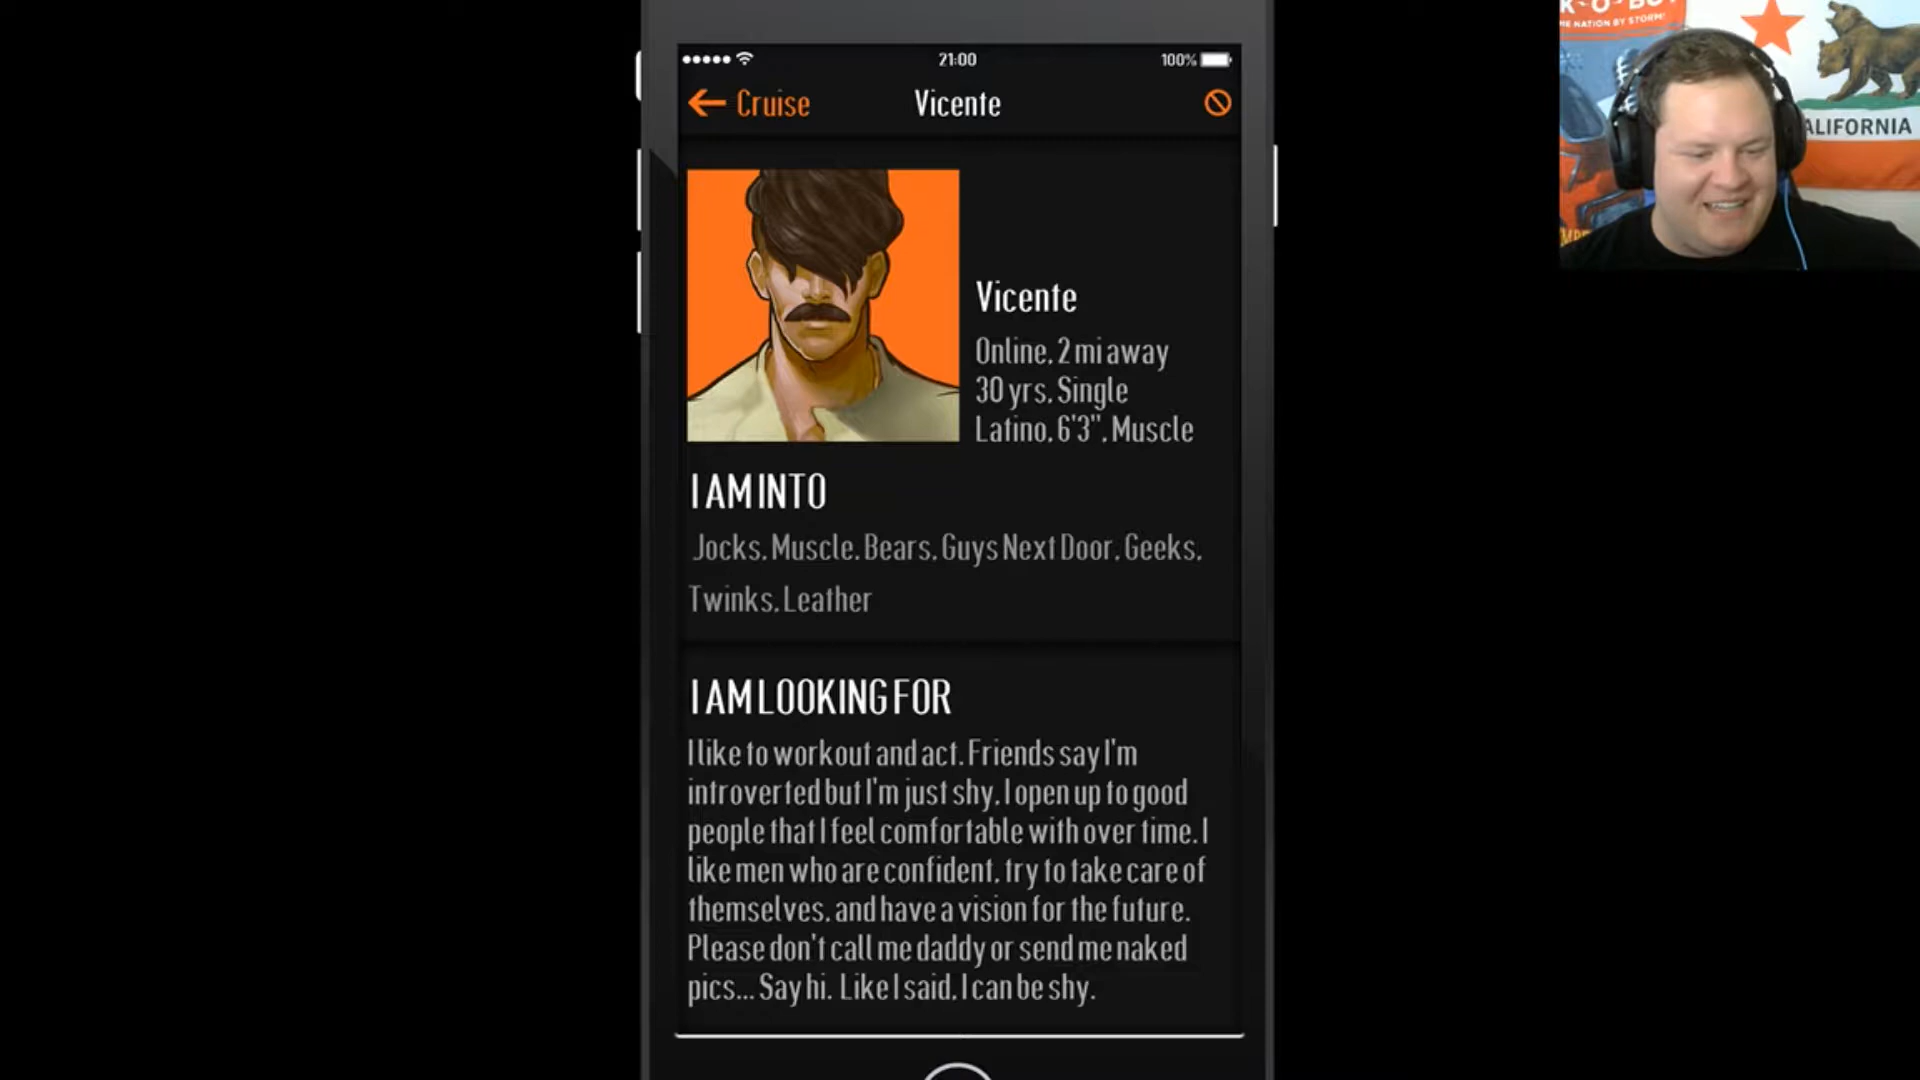 21:00
100%
Cruise
Vicente
Vicente
Online, 2 mi away
30 yrs, Single
Latino, 6'3", Muscle
I AM INTO
Jocks, Muscle, Bears, Guys Next Door, Geeks,
Twinks, Leather
I AM LOOKING FOR
I like to workout and act. Friends say I'm
introverted but I'm just shy, I open up to good
people that I feel comfortable with over time. I
like men who are confident, try to take care of
themselves, and have a vision for the future.
Please don't call me daddy or send me naked
pics... Say hi. Like I said, I can be shy.
NATION BY STORM!
ALIFORNIA